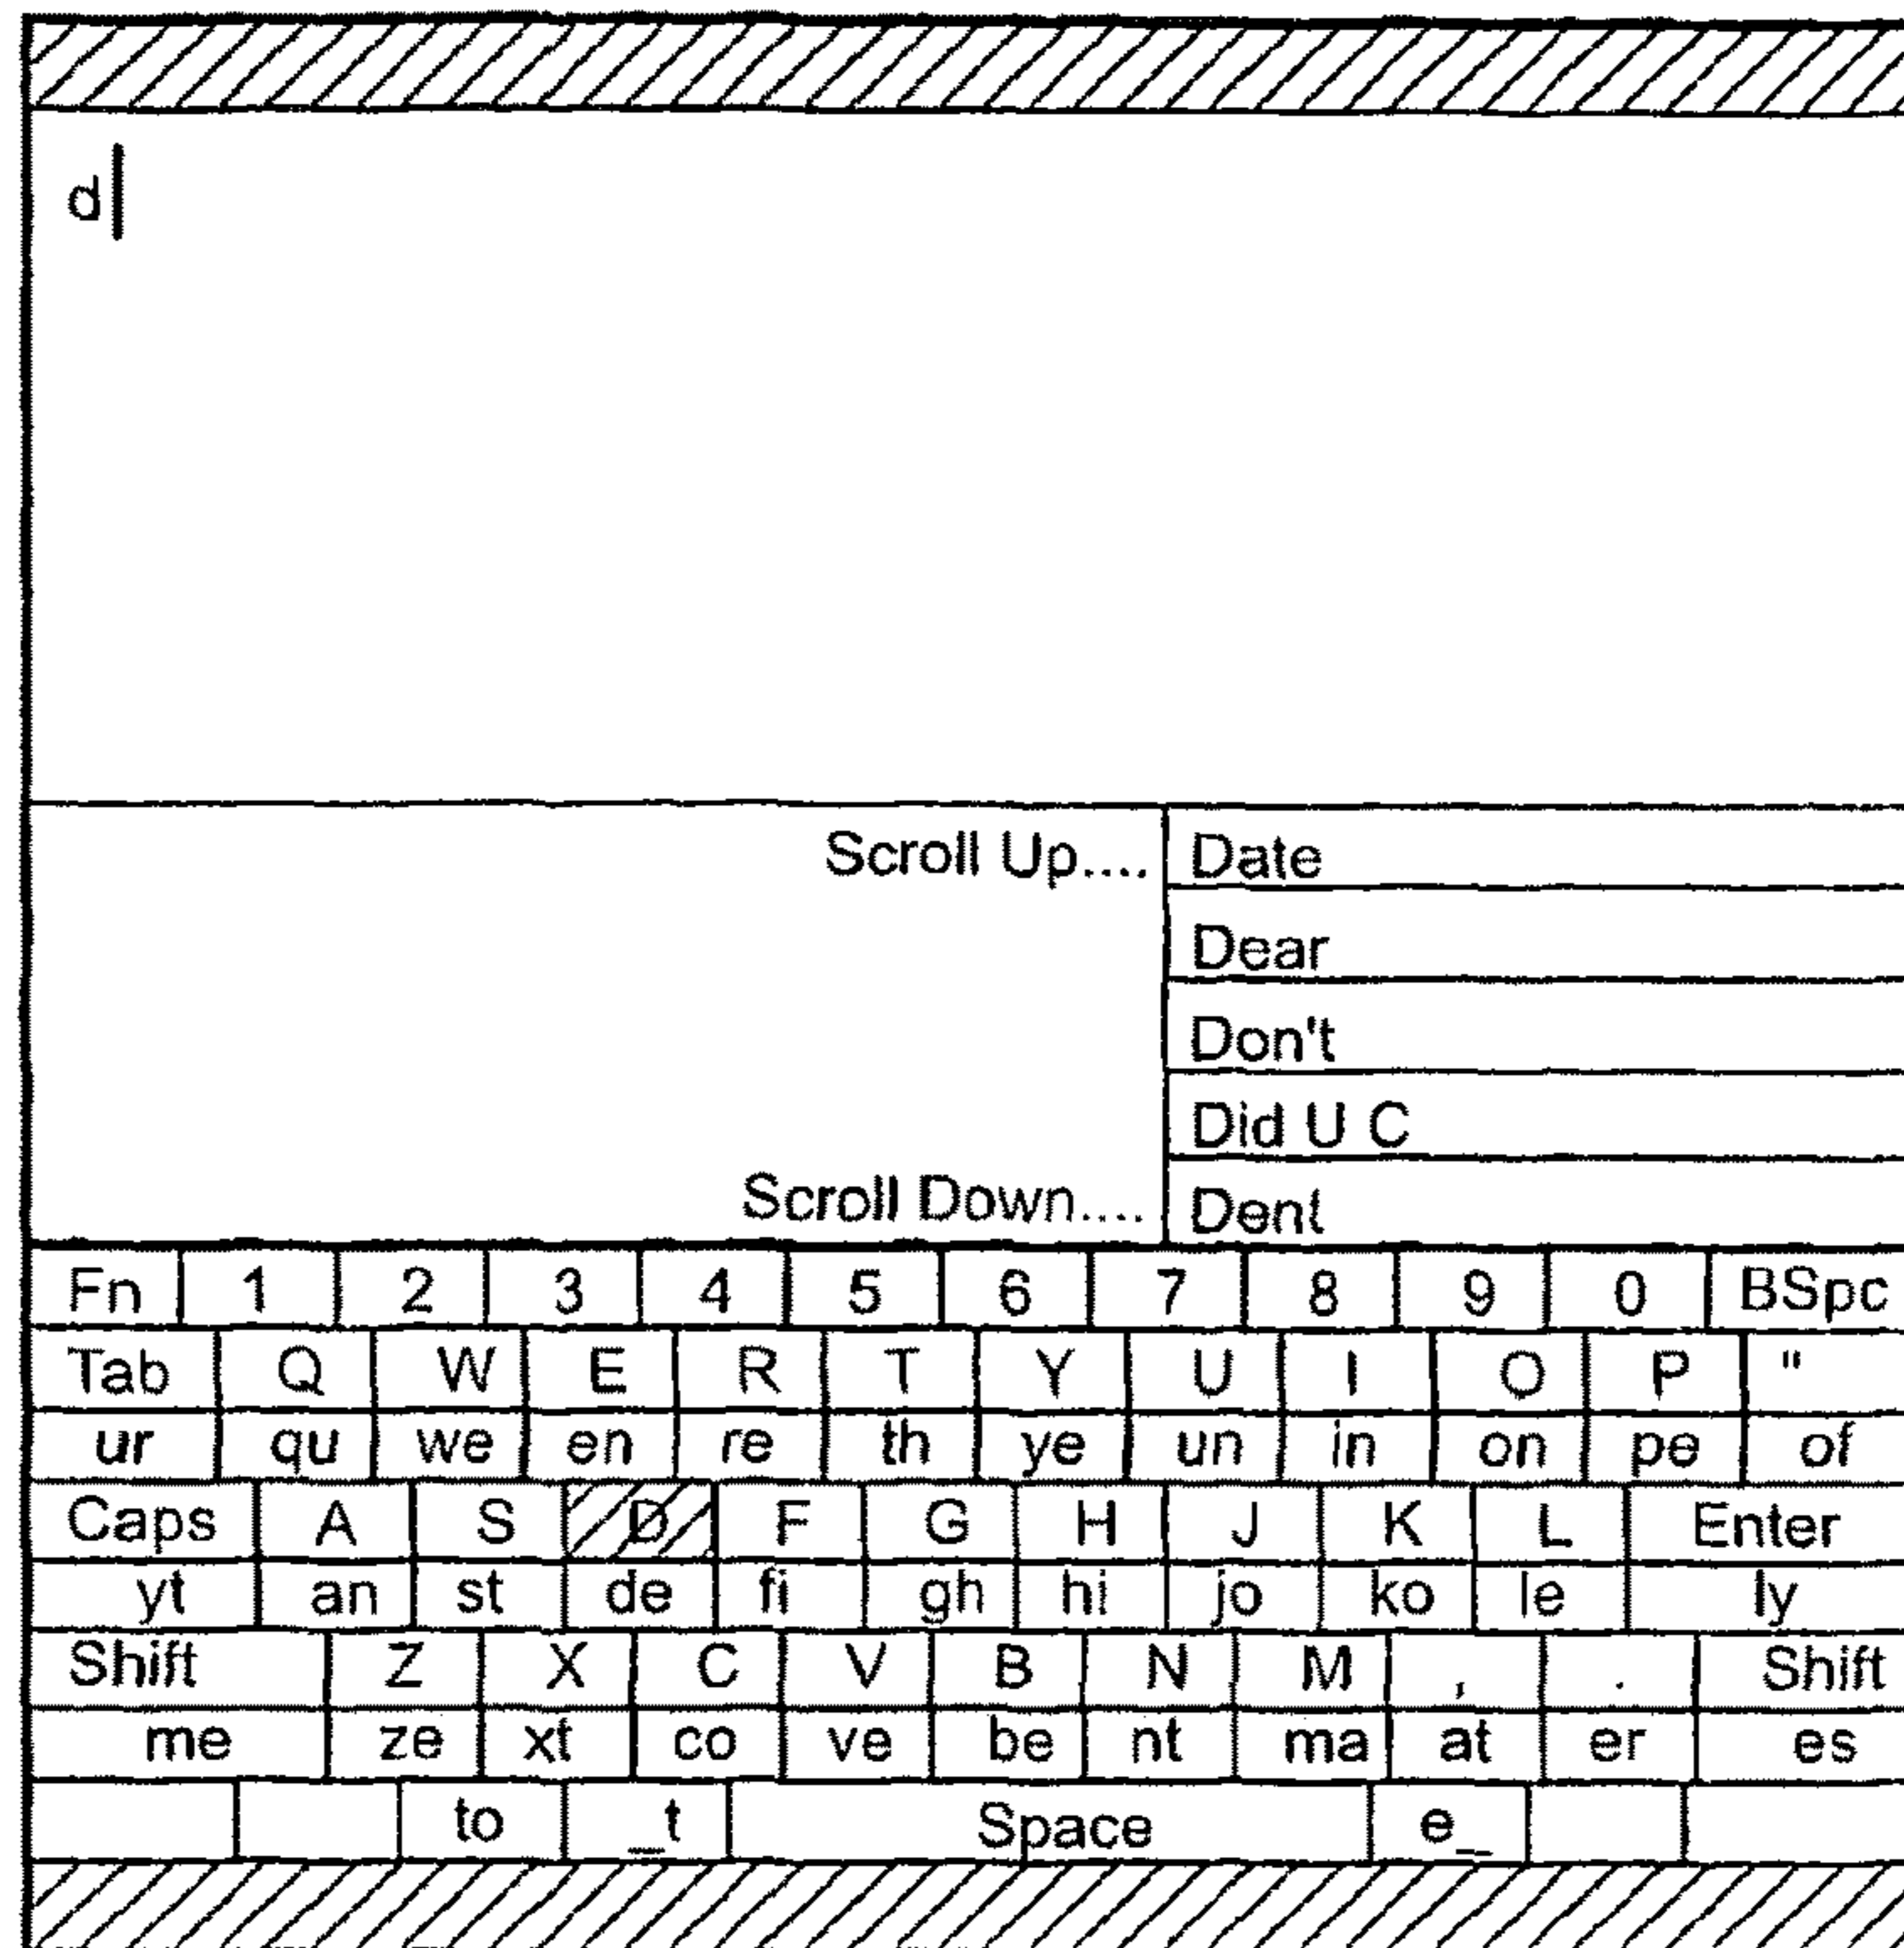 d
Scroll Up.... Date
Dear
Don't
Did U C
Scroll Down.... Dent
Fn 1 2 3 4 5 6 7 8 9 0 BSpc
Tab Q W E R T Y U I O P "
ur qu we en re th ye un in on pe of
Caps A S D F G H J K L Enter
yt an st de fi gh hi jo ko le ly
Shift Z X C V B N M , . Shift
me ze xt co ve be nt ma at er es
to _t Space e_